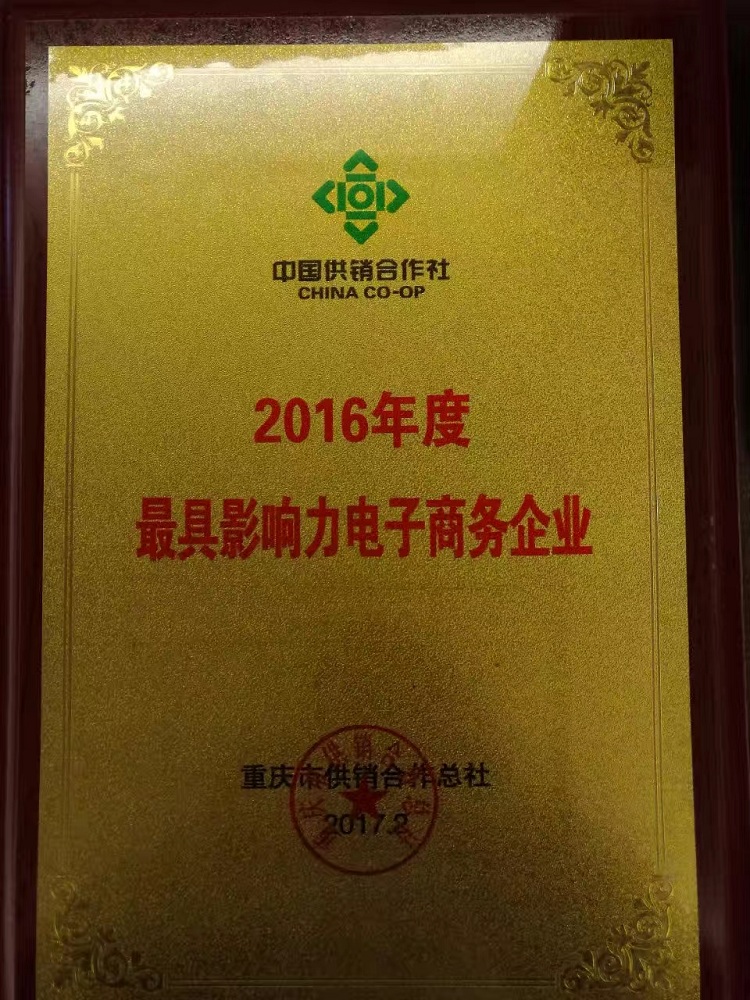 中国供销合作社
CHINA CO-OP
2016年度
最具影响力电子商务企业
重庆市供销合作总社
2017.2